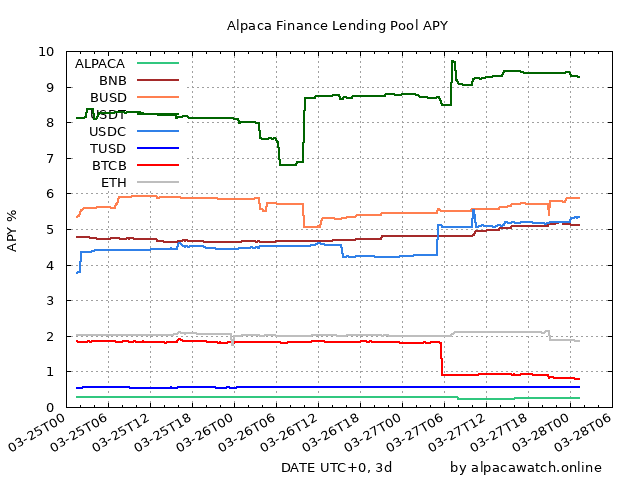 Alpaca Finance Lending Pool APY
10
9
8
7
6
5
4
3
2
1
0
APY %
ALPACA
BNB
BUSD
USDT
USDC
TUSD
BTCB
ETH
03-25T00
03-25T06
03-25T12
03-25T18
03-26T00
03-26T06
03-26T12
03-26T18
03-27T00
03-27T06
03-27T12
03-27T18
03-28T00
03-28T06
DATE UTC+0, 3d
by alpacawatch.online